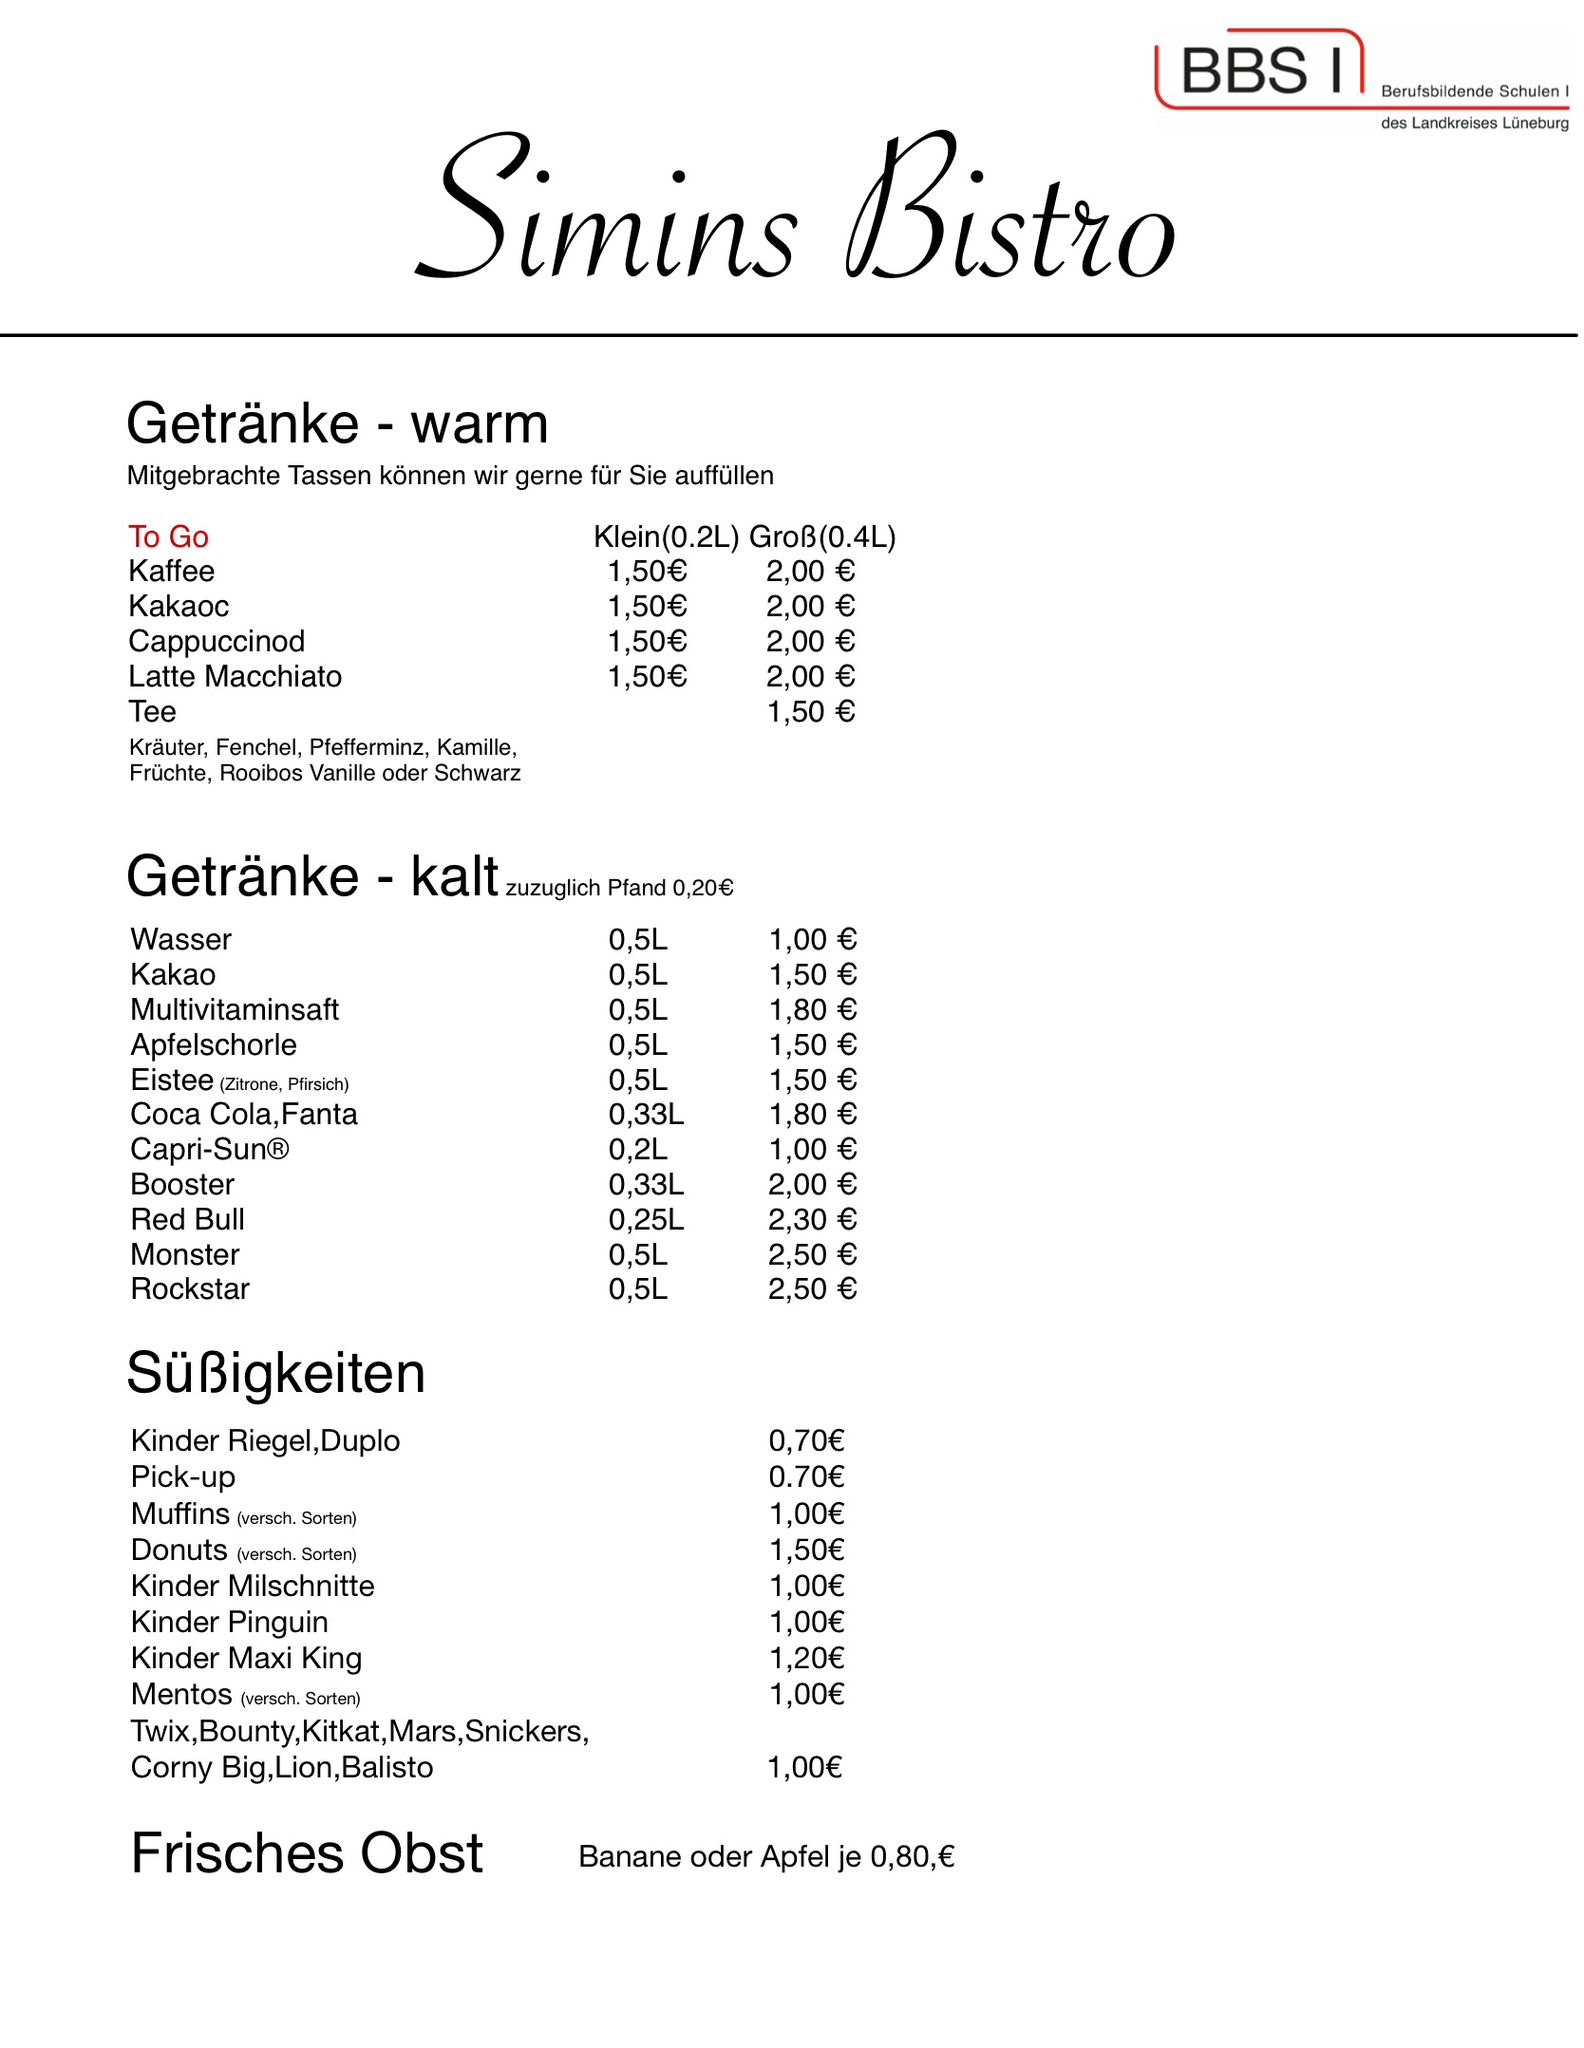 BBS I
Berufsbildende Schulen I
des Landkreises Lüneburg
Simins Bistro
Getränke - warm
Mitgebrachte Tassen können wir gerne für Sie auffüllen
To Go Klein(0.2L) Groß(0.4L)
Kaffee 1,50€ 2,00 €
Kakaoc 1,50€ 2,00 €
Cappuccinod 1,50€ 2,00 €
Latte Macchiato 1,50€ 2,00 €
Tee 1,50 €
Kräuter, Fenchel, Pfefferminz, Kamille,
Früchte, Rooibos Vanille oder Schwarz
Getränke - kalt zuzuglich Pfand 0,20€
Wasser 0,5L 1,00 €
Kakao 0,5L 1,50 €
Multivitaminsaft 0,5L 1,80 €
Apfelschorle 0,5L 1,50 €
Eistee (Zitrone, Pfirsich) 0,5L 1,50 €
Coca Cola,Fanta 0,33L 1,80 €
Capri-Sun® 0,2L 1,00 €
Booster 0,33L 2,00 €
Red Bull 0,25L 2,30 €
Monster 0,5L 2,50 €
Rockstar 0,5L 2,50 €
Süßigkeiten
Kinder Riegel,Duplo 0,70€
Pick-up 0.70€
Muffins (versch. Sorten) 1,00€
Donuts (versch. Sorten) 1,50€
Kinder Milschnitte 1,00€
Kinder Pinguin 1,00€
Kinder Maxi King 1,20€
Mentos (versch. Sorten) 1,00€
Twix,Bounty,Kitkat,Mars,Snickers,
Corny Big,Lion,Balisto 1,00€
Frisches Obst Banane oder Apfel je 0,80,€